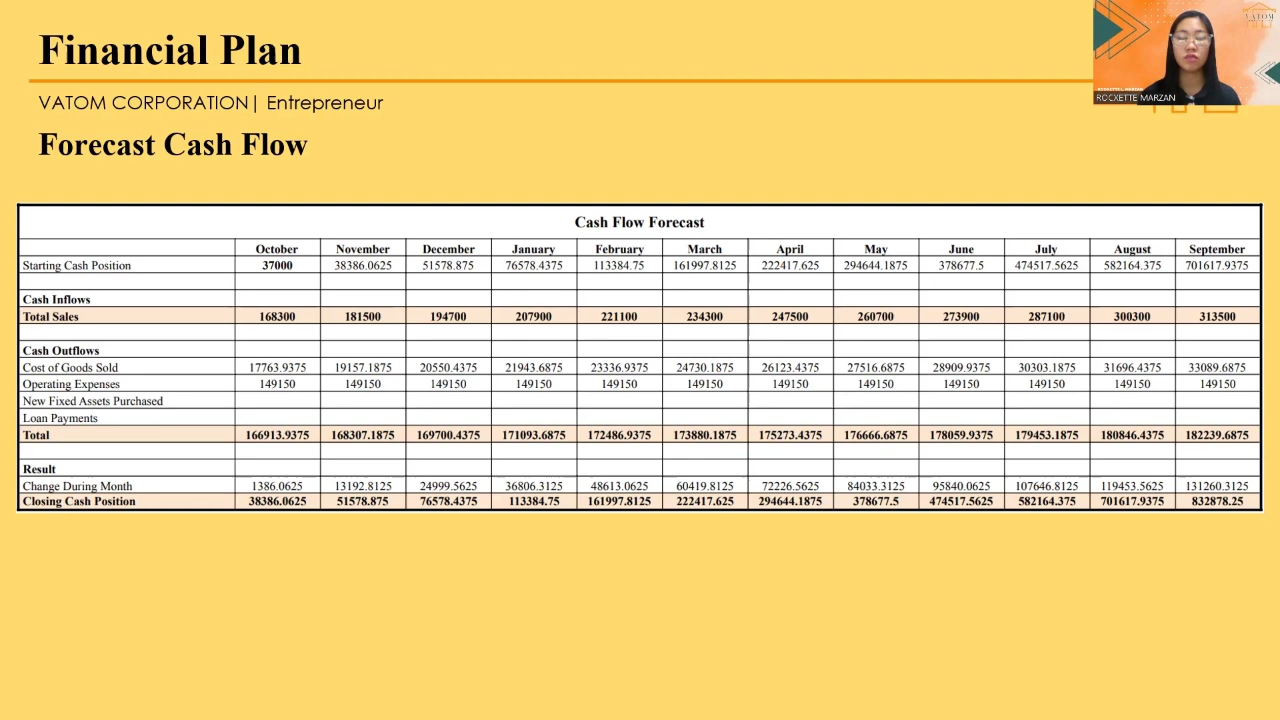 Financial Plan
VATOM CORPORATION| Entrepreneur
Forecast Cash Flow
VATOM
ROCXETTE MARZAN
Cash Flow Forecast
October November December January February March April May June July August September
Starting Cash Position 37000 38386.0625 51578.875 76578.4375 113384.75 161997.8125 222417.625 294644.1875 378677.5 474517.5625 582164.375 701617.9375
Cash Inflows
Total Sales 168300 181500 194700 207900 221100 234300 247500 260700 273900 287100 300300 313500
Cash Outflows
Cost of Goods Sold 17763.9375 19157.1875 20550.4375 21943.6875 23336.9375 24730.1875 26123.4375 27516.6875 28909.9375 30303.1875 31696.4375 33089.6875
Operating Expenses 149150 149150 149150 149150 149150 149150 149150 149150 149150 149150 149150 149150
New Fixed Assets Purchased
Loan Payments
Total 166913.9375 168307.1875 169700.4375 171093.6875 172486.9375 173880.1875 175273.4375 176666.6875 178059.9375 179453.1875 180846.4375 182239.6875
Result
Change During Month 1386.0625 13192.8125 24999.5625 36806.3125 48613.0625 60419.8125 72226.5625 84033.3125 95840.0625 107646.8125 119453.5625 131260.3125
Closing Cash Position 38386.0625 51578.875 76578.4375 113384.75 161997.8125 222417.625 294644.1875 378677.5 474517.5625 582164.375 701617.9375 832878.25